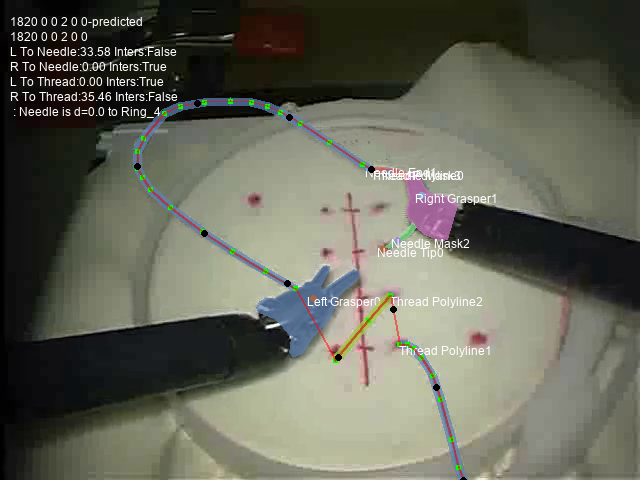 1820 0 0 2 0 0-predicted
1820 0 0 2 0 0
L To Needle:33.58 Inters:False
R To Needle:0.00 Inters:True
L To Thread:0.00 Inters:True
R To Thread:35.46 Inters:False
: Needle is d=0.0 to Ring_4
Needle End1
Right Grasper1
Needle Mask2
Needle Tip0
Left Grasper0
Thread Polyline2
Thread Polyline1